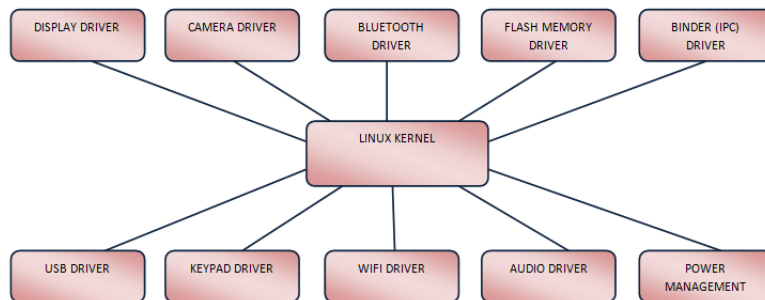 DISPLAY DRIVER
CAMERA DRIVER
BLUETOOTH
DRIVER
FLASH MEMORY
DRIVER
BINDER (IPC)
DRIVER
LINUX KERNEL
USB DRIVER
KEYPAD DRIVER
WIFI DRIVER
AUDIO DRIVER
POWER
MANAGEMENT